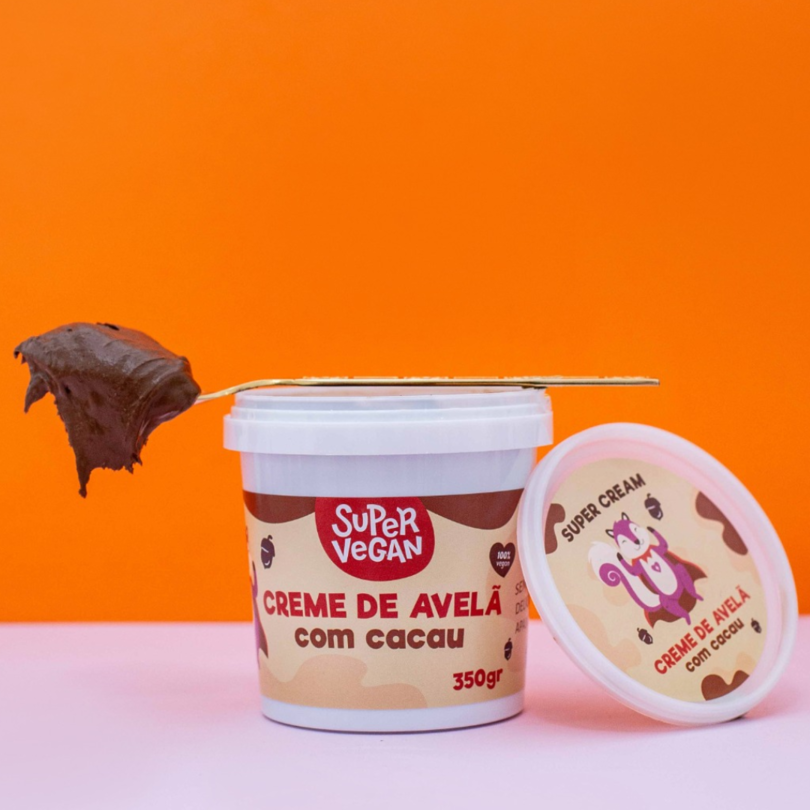 SUPER
VEGAN
100%
vegan
CREME DE AVELÃ
com cacau
350gr
SUPER CREAM
CREME DE AVELÃ
com cacau